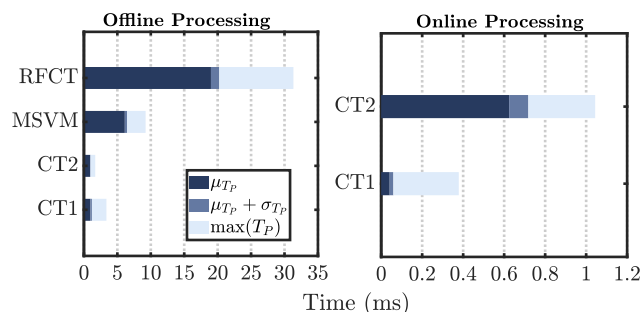 Offline Processing
RFCT
MSVM
CT2
CT1
μ_{T_P}
μ_{T_P} + σ_{T_P}
max(T_P)
0 5 10 15 20 25 30 35
Online Processing
CT2
CT1
0 0.2 0.4 0.6 0.8 1 1.2
Time (ms)